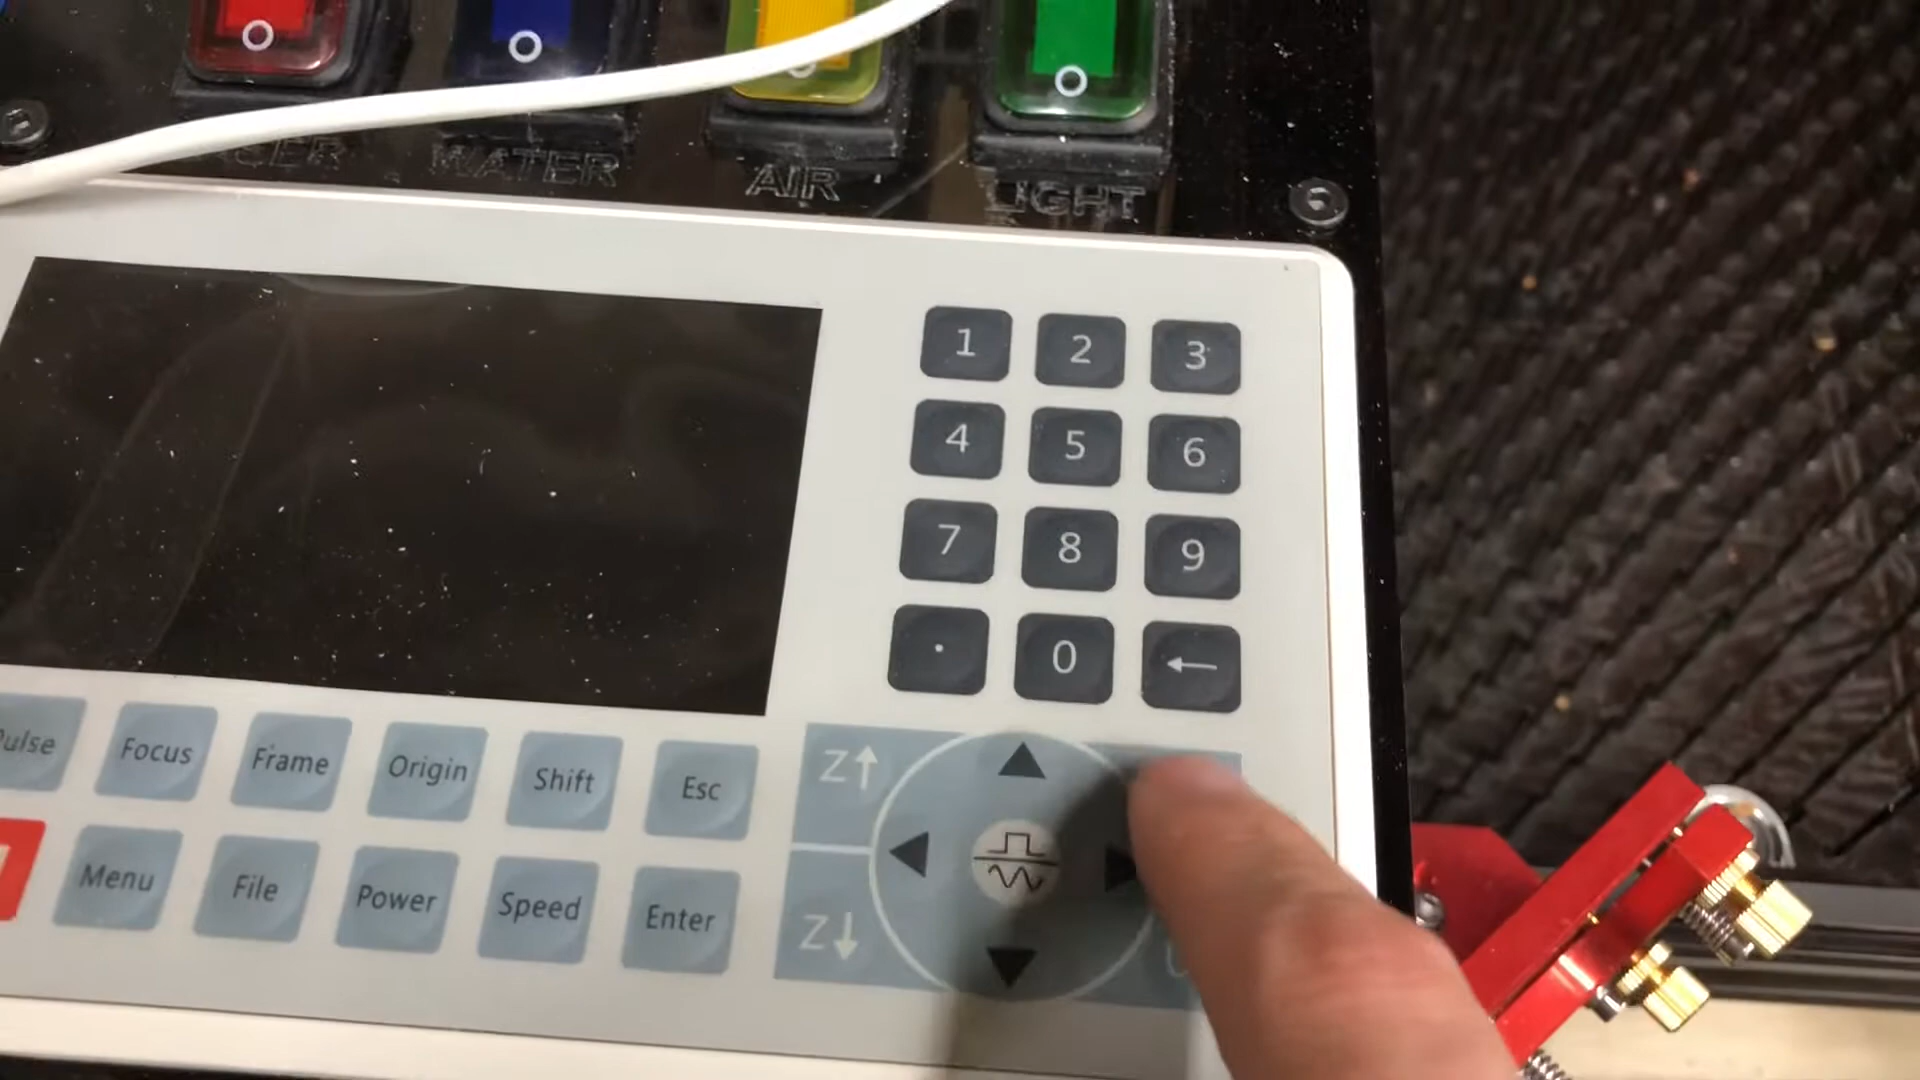 WATER AIR LIGHT
1 2 3
4 5 6
7 8 9
. 0 ←
Focus Frame Origin Shift Esc Z↑
Menu File Power Speed Enter Z↓